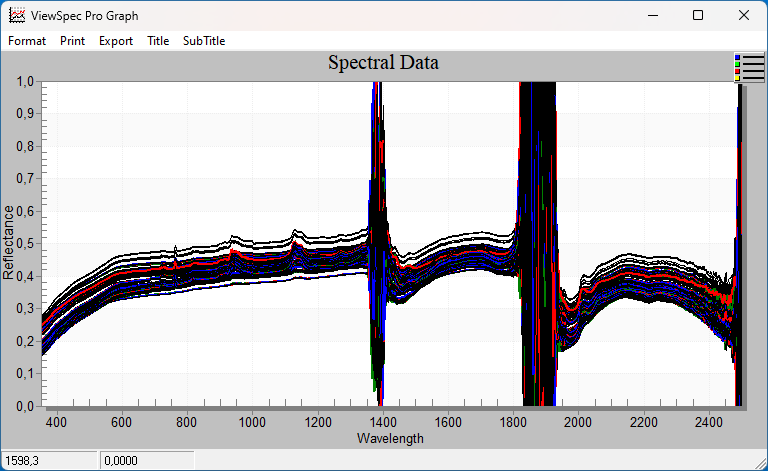 ViewSpec Pro Graph
Format Print Export Title SubTitle
Spectral Data
1,0
0,9
0,8
0,7
0,6
0,5
0,4
0,3
0,2
0,1
0,0
Reflectance
400 600 800 1000 1200 1400 1600 1800 2000 2200 2400
Wavelength
1598,3 0,0000